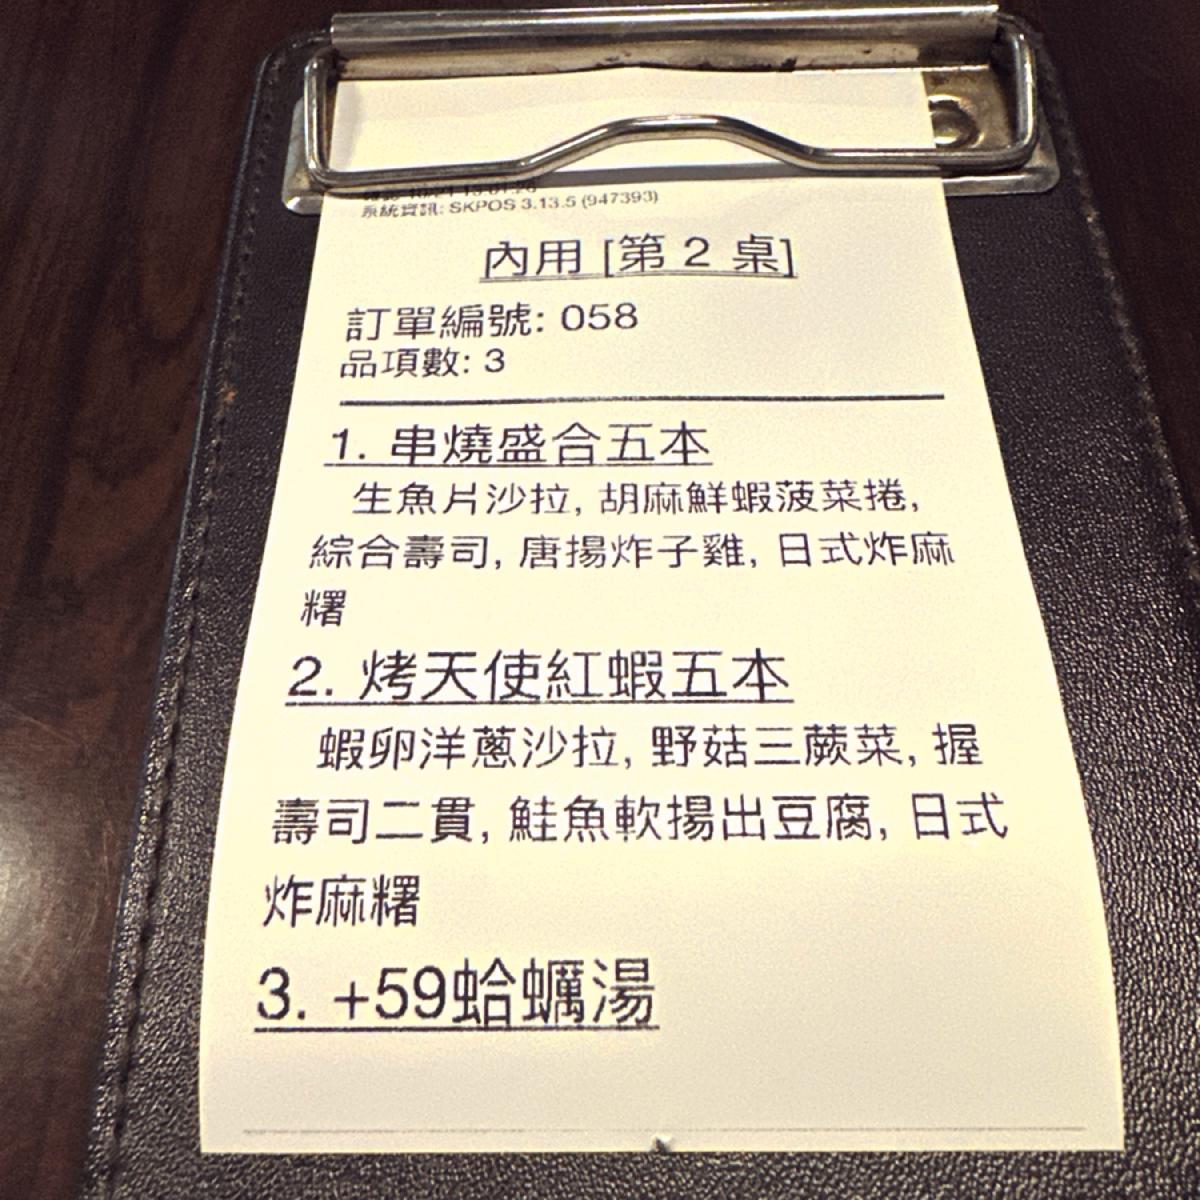 系統資訊: SKPOS 3.13.5 (947393)
內用 [第 2 桌]
訂單編號: 058
品項數: 3
1. 串燒盛合五本
生魚片沙拉, 胡麻鮮蝦菠菜捲,
綜合壽司, 唐揚炸子雞, 日式炸麻
糬
2. 烤天使紅蝦五本
蝦卵洋蔥沙拉, 野菇三蕨菜, 握
壽司二貫, 鮭魚軟揚出豆腐, 日式
炸麻糬
3. +59蛤蠣湯